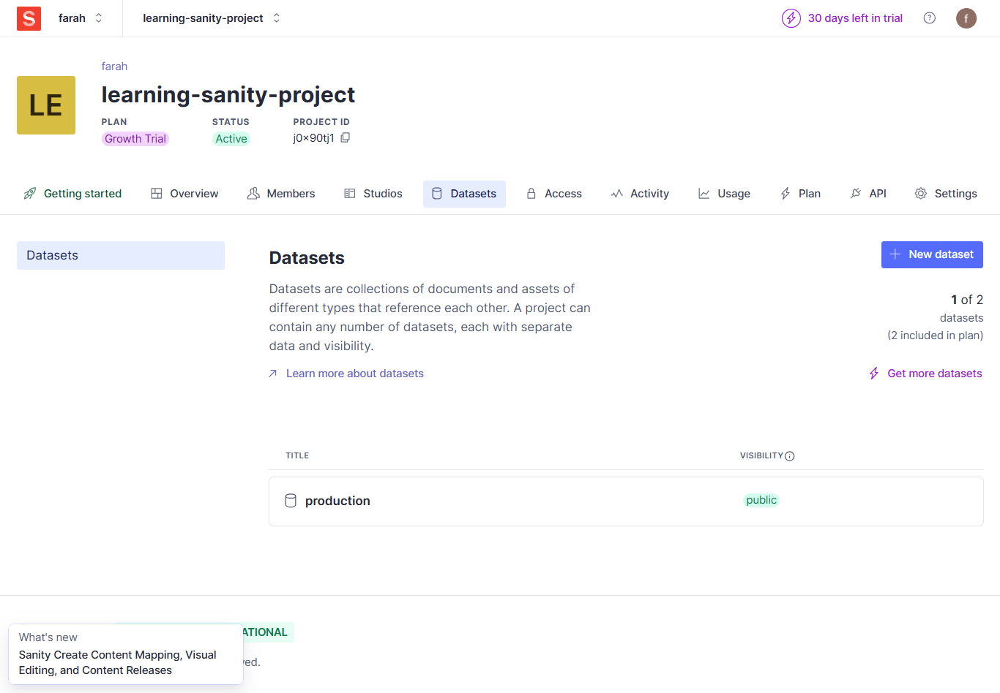 S farah learning-sanity-project 30 days left in trial ? f
farah
LE
learning-sanity-project
PLAN STATUS PROJECT ID
Growth Trial Active j0x90tj1
Getting started Overview Members Studios Datasets Access Activity Usage Plan API Settings
Datasets
Datasets
New dataset
Datasets are collections of documents and assets of
different types that reference each other. A project can
contain any number of datasets, each with separate
data and visibility.
1 of 2
datasets
(2 included in plan)
Learn more about datasets
Get more datasets
TITLE VISIBILITY
production public
ATIONAL
ved.
What's new
Sanity Create Content Mapping, Visual
Editing, and Content Releases